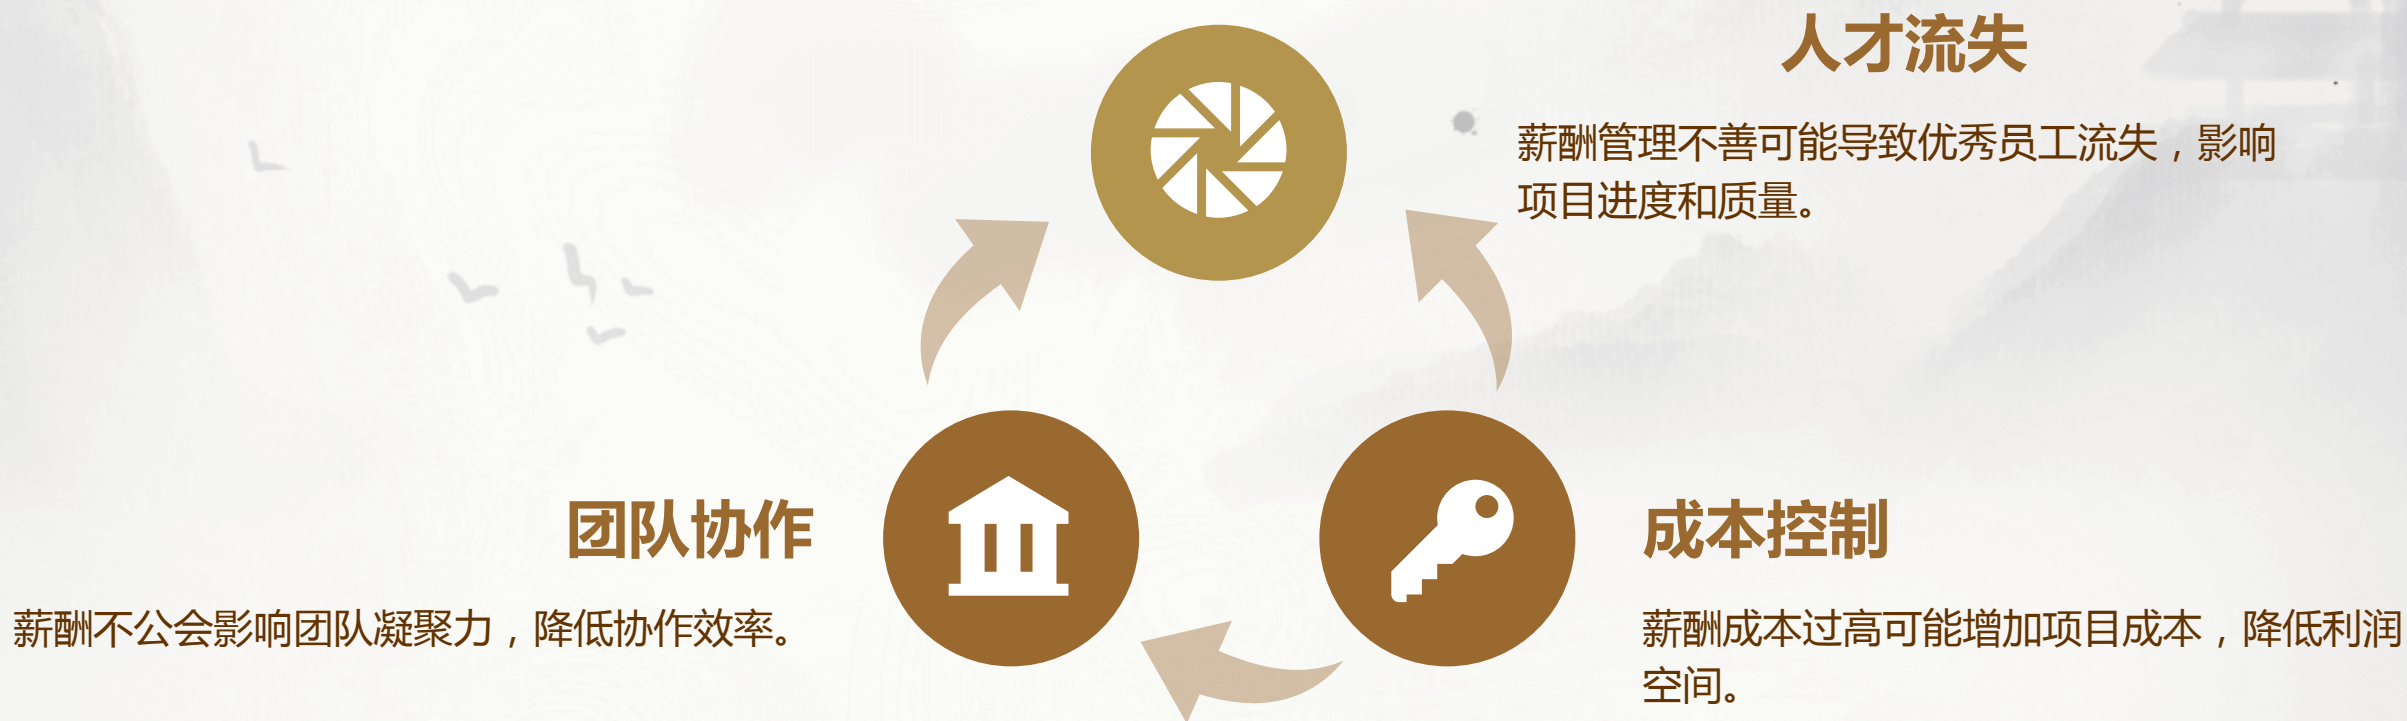 人才流失
薪酬管理不善可能导致优秀员工流失，影响
项目进度和质量。
团队协作
薪酬不公会影响团队凝聚力，降低协作效率。
成本控制
薪酬成本过高可能增加项目成本，降低利润
空间。